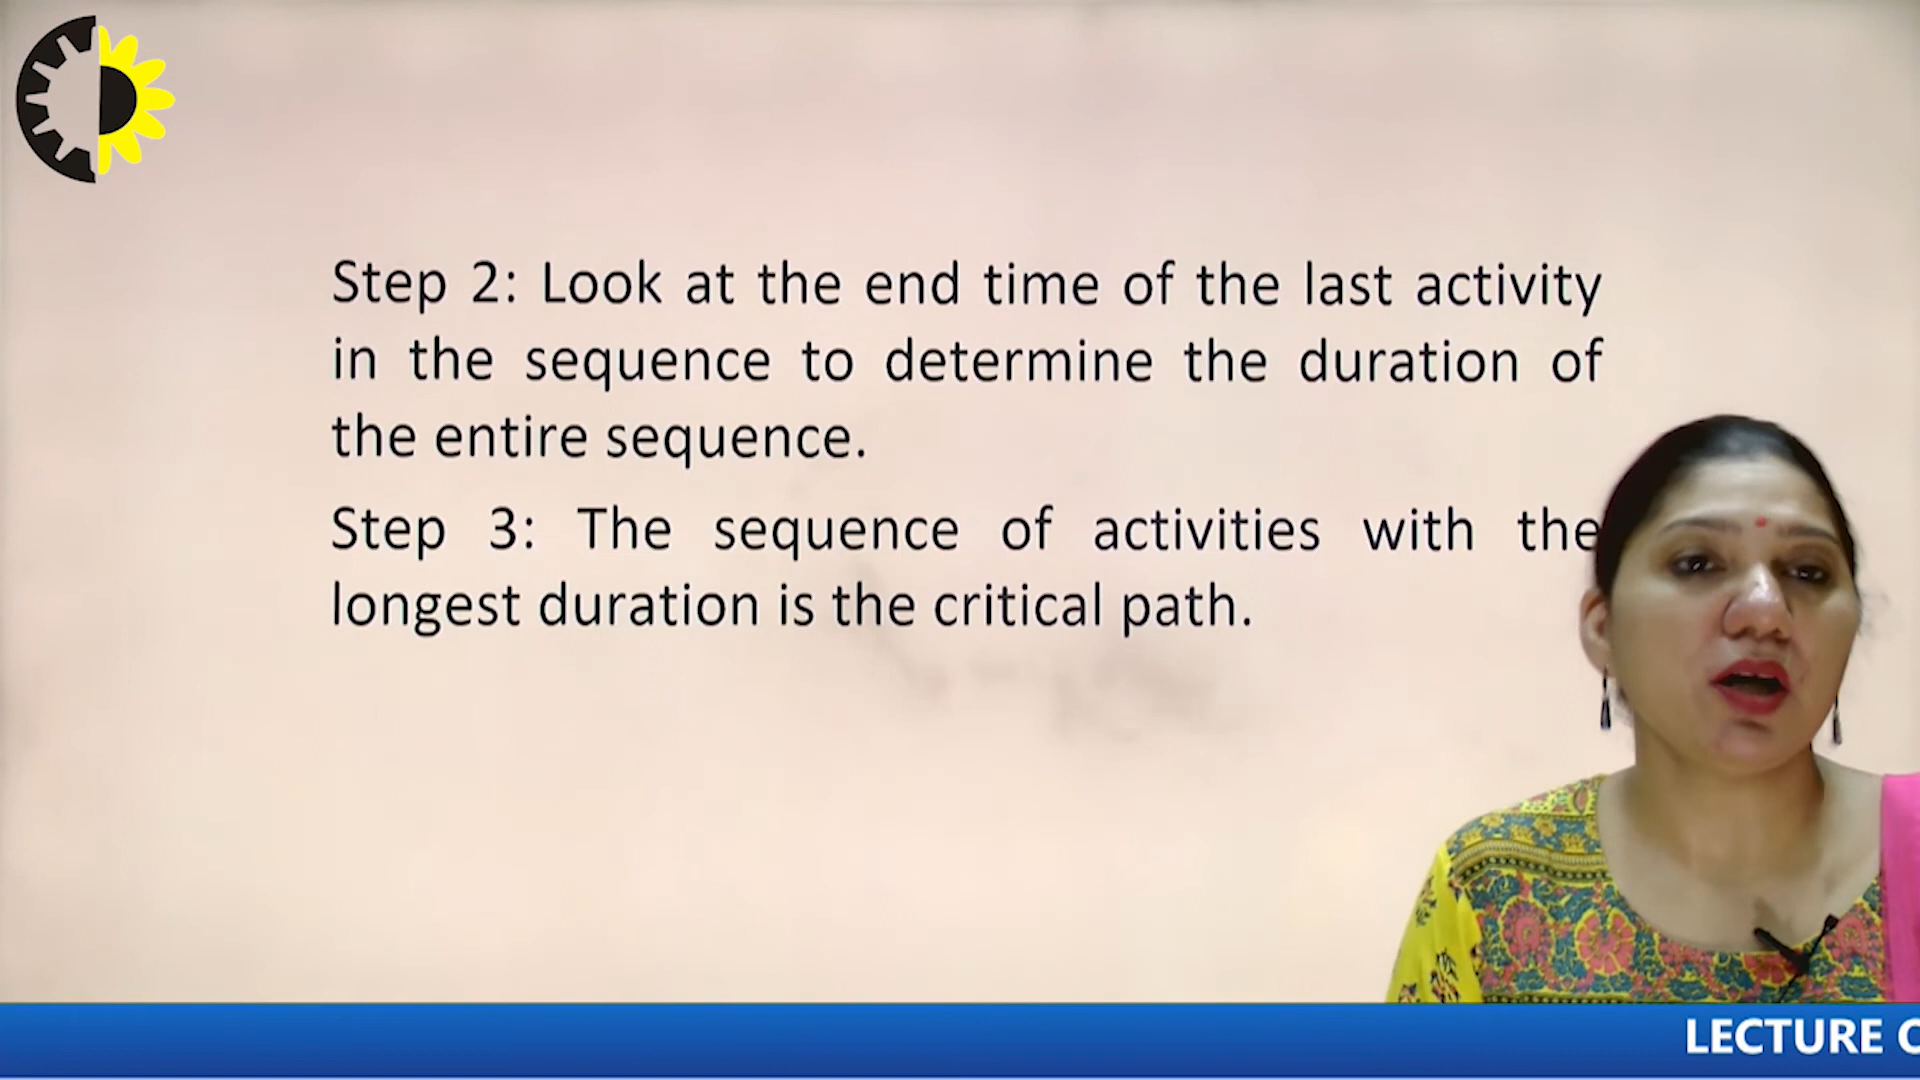 Step 2: Look at the end time of the last activity
in the sequence to determine the duration of
the entire sequence.
Step 3: The sequence of activities with the
longest duration is the critical path.
LECTURE